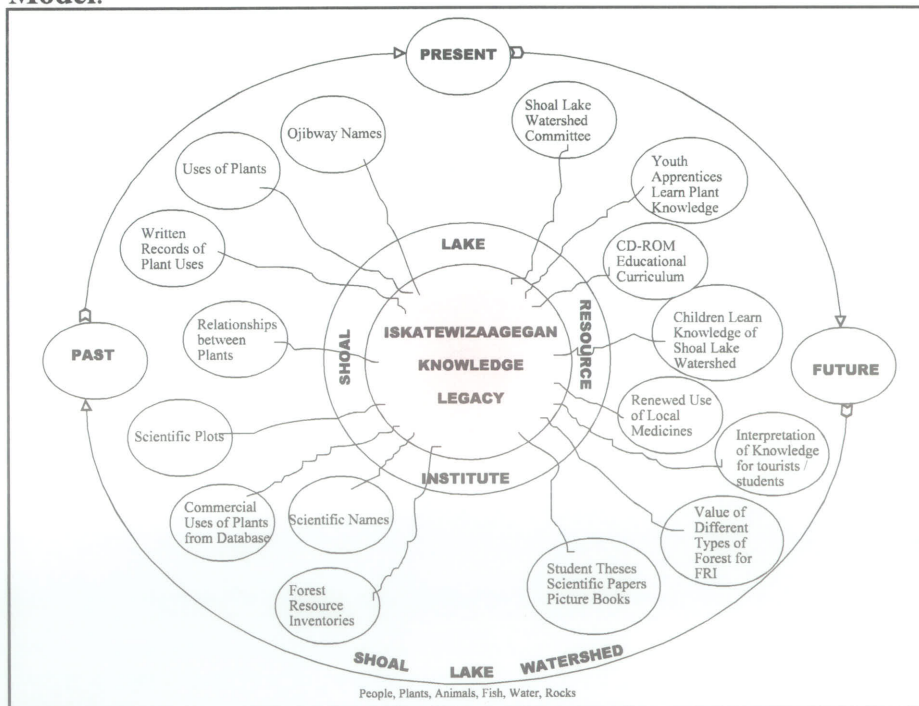 Model.
PRESENT
Shoal Lake
Watershed
Committee
Ojibway Names
Youth
Apprentices
Learn Plant
Knowledge
Uses of Plants
LAKE
Written
Records of
Plant Uses
CD-ROM
Educational
Curriculum
ISKATEWIZAAGEGAN
KNOWLEDGE
LEGACY
SHOAL
RESOURCE
INSTITUTE
Relationships
between
Plants
Children Learn
Knowledge of
Shoal Lake
Watershed
PAST
FUTURE
Renewed Use
of Local
Medicines
Scientific Plots
Interpretation
of Knowledge
for tourists /
students
Commercial
Uses of Plants
from Database
Scientific Names
Value of
Different
Types of
Forest for
FRI
Student Theses
Scientific Papers
Picture Books
Forest
Resource
Inventories
SHOAL LAKE WATERSHED
People, Plants, Animals, Fish, Water, Rocks